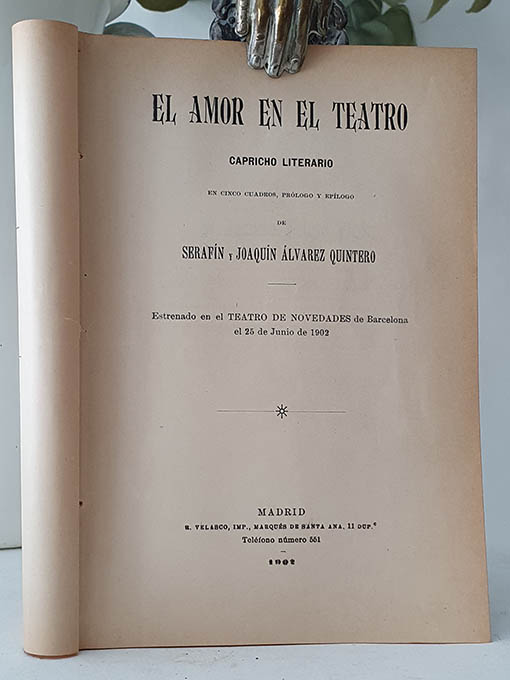 EL AMOR EN EL TEATRO
CAPRICHO LITERARIO
EN CINCO CUADROS, PRÓLOGO Y EPÍLOGO
DE
SERAFÍN Y JOAQUÍN ÁLVAREZ QUINTERO
Estrenado en el TEATRO DE NOVEDADES de Barcelona
el 25 de Junio de 1902
MADRID
R. VELASCO, IMP., MARQUÉS DE SANTA ANA, 11 DUP.º
Teléfono número 551
1902